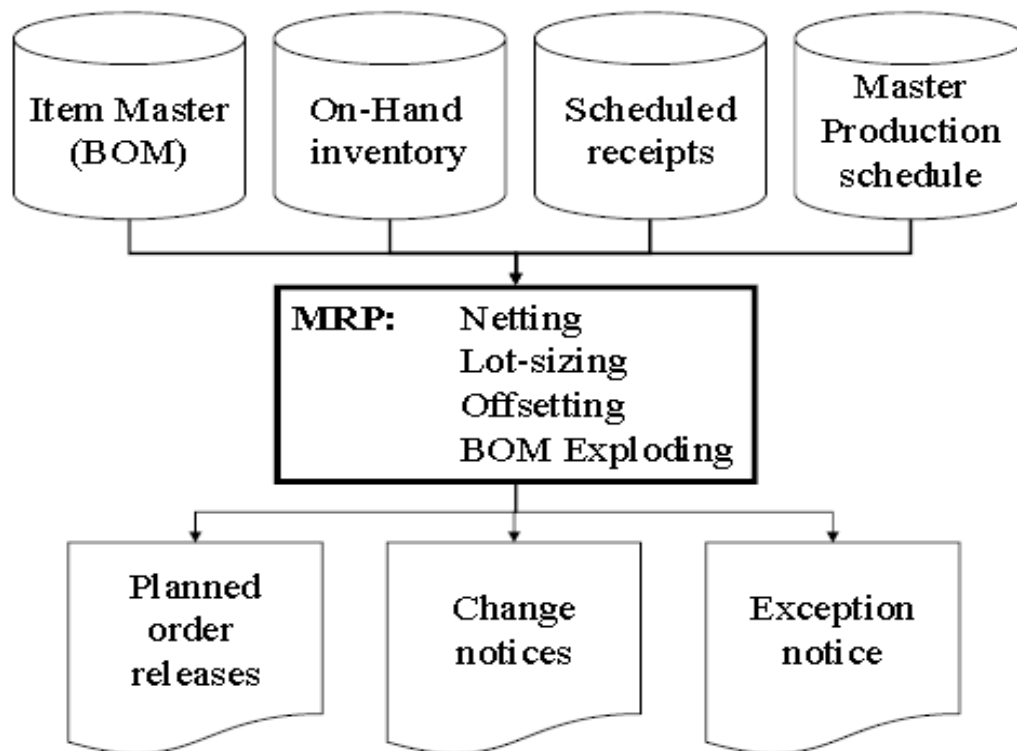 Item Master
(BOM)
On-Hand
inventory
Scheduled
receipts
Master
Production
schedule
MRP: Netting
Lot-sizing
Offsetting
BOM Exploding
Planned
order
releases
Change
notices
Exception
notice